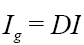 I_g = DI